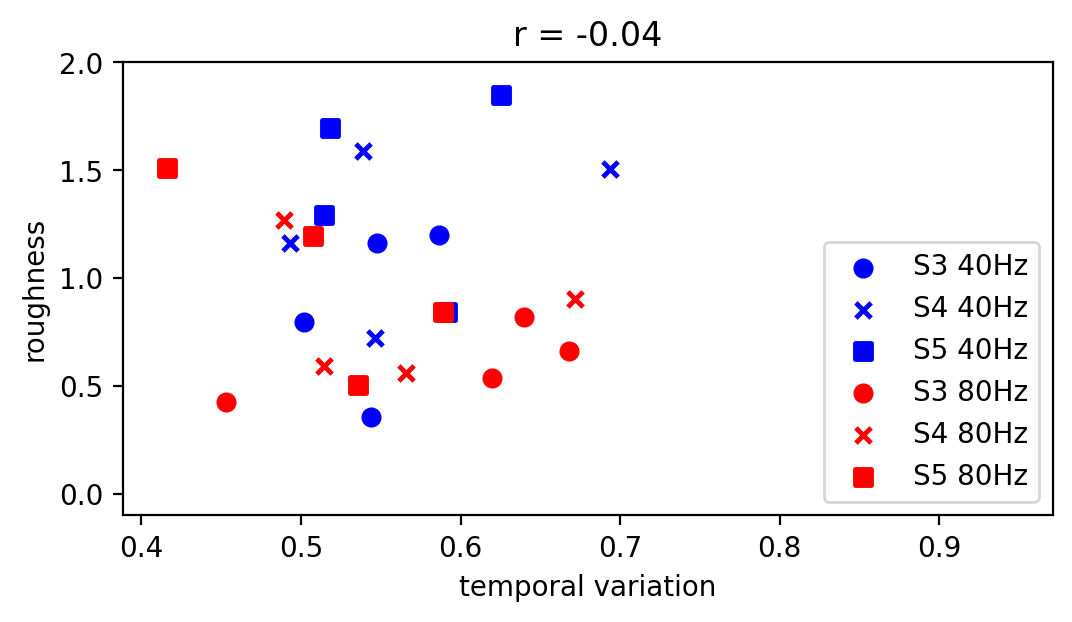 r = -0.04
2.0
1.5
1.0
0.5
0.0
roughness
0.4 0.5 0.6 0.7 0.8 0.9
temporal variation
S3 40Hz
S4 40Hz
S5 40Hz
S3 80Hz
S4 80Hz
S5 80Hz